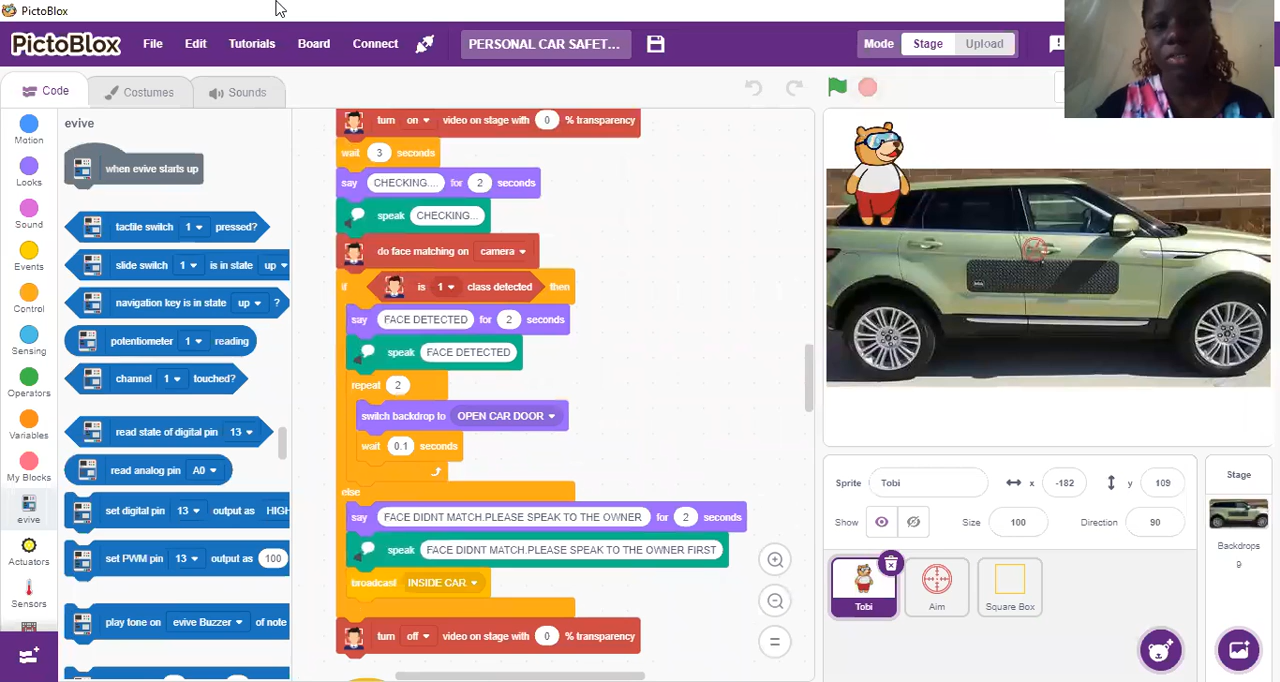 PictoBlox
PictoBlox File Edit Tutorials Board Connect PERSONAL CAR SAFET... Mode Stage Upload
Code Costumes Sounds
evive
Motion
Looks
Sound
Events
Control
Sensing
Operators
Variables
My Blocks
evive
Actuators
Sensors
when evive starts up
tactile switch 1 pressed?
slide switch 1 is in state up
navigation key is in state up ?
potentiometer 1 reading
channel 1 touched?
read state of digital pin 13
read analog pin A0
set digital pin 13 output as HIGH
set PWM pin 13 output as 100
play tone on evive Buzzer of note
turn on video on stage with 0 % transparency
wait 3 seconds
say CHECKING.... for 2 seconds
speak CHECKING...
do face matching on camera
if is 1 class detected then
say FACE DETECTED for 2 seconds
speak FACE DETECTED
repeat 2
switch backdrop to OPEN CAR DOOR
wait 0.1 seconds
else
say FACE DIDNT MATCH.PLEASE SPEAK TO THE OWNER for 2 seconds
speak FACE DIDNT MATCH.PLEASE SPEAK TO THE OWNER FIRST
broadcast INSIDE CAR
turn off video on stage with 0 % transparency
Sprite Tobi x -182 y 109
Show Size 100 Direction 90
Tobi Aim Square Box
Stage
Backdrops
9